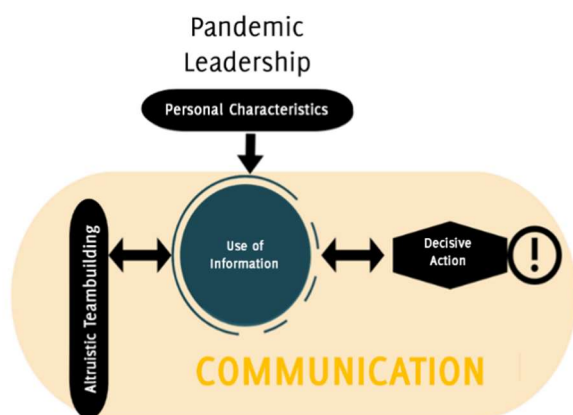 Pandemic
Leadership
Personal Characteristics
Altruistic Teambuilding
Use of
Information
Decisive
Action
!
COMMUNICATION